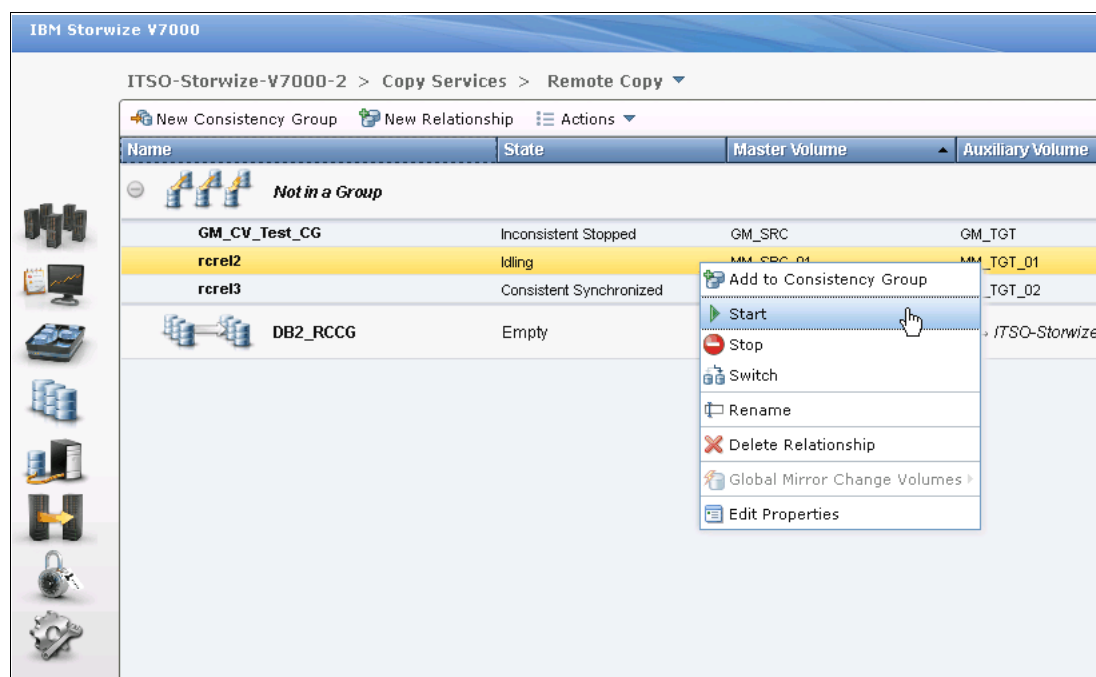 IBM Storwize V7000
ITSO-Storwize-V7000-2 > Copy Services > Remote Copy
New Consistency Group New Relationship Actions
Name State Master Volume Auxiliary Volume
Not in a Group
GM_CV_Test_CG Inconsistent Stopped GM_SRC GM_TGT
rcrel2 Idling MM_SRC_01 MM_TGT_01
rcrel3 Consistent Synchronized _TGT_02
DB2_RCCG Empty ITSO-Storwize
Add to Consistency Group
Start
Stop
Switch
Rename
Delete Relationship
Global Mirror Change Volumes
Edit Properties